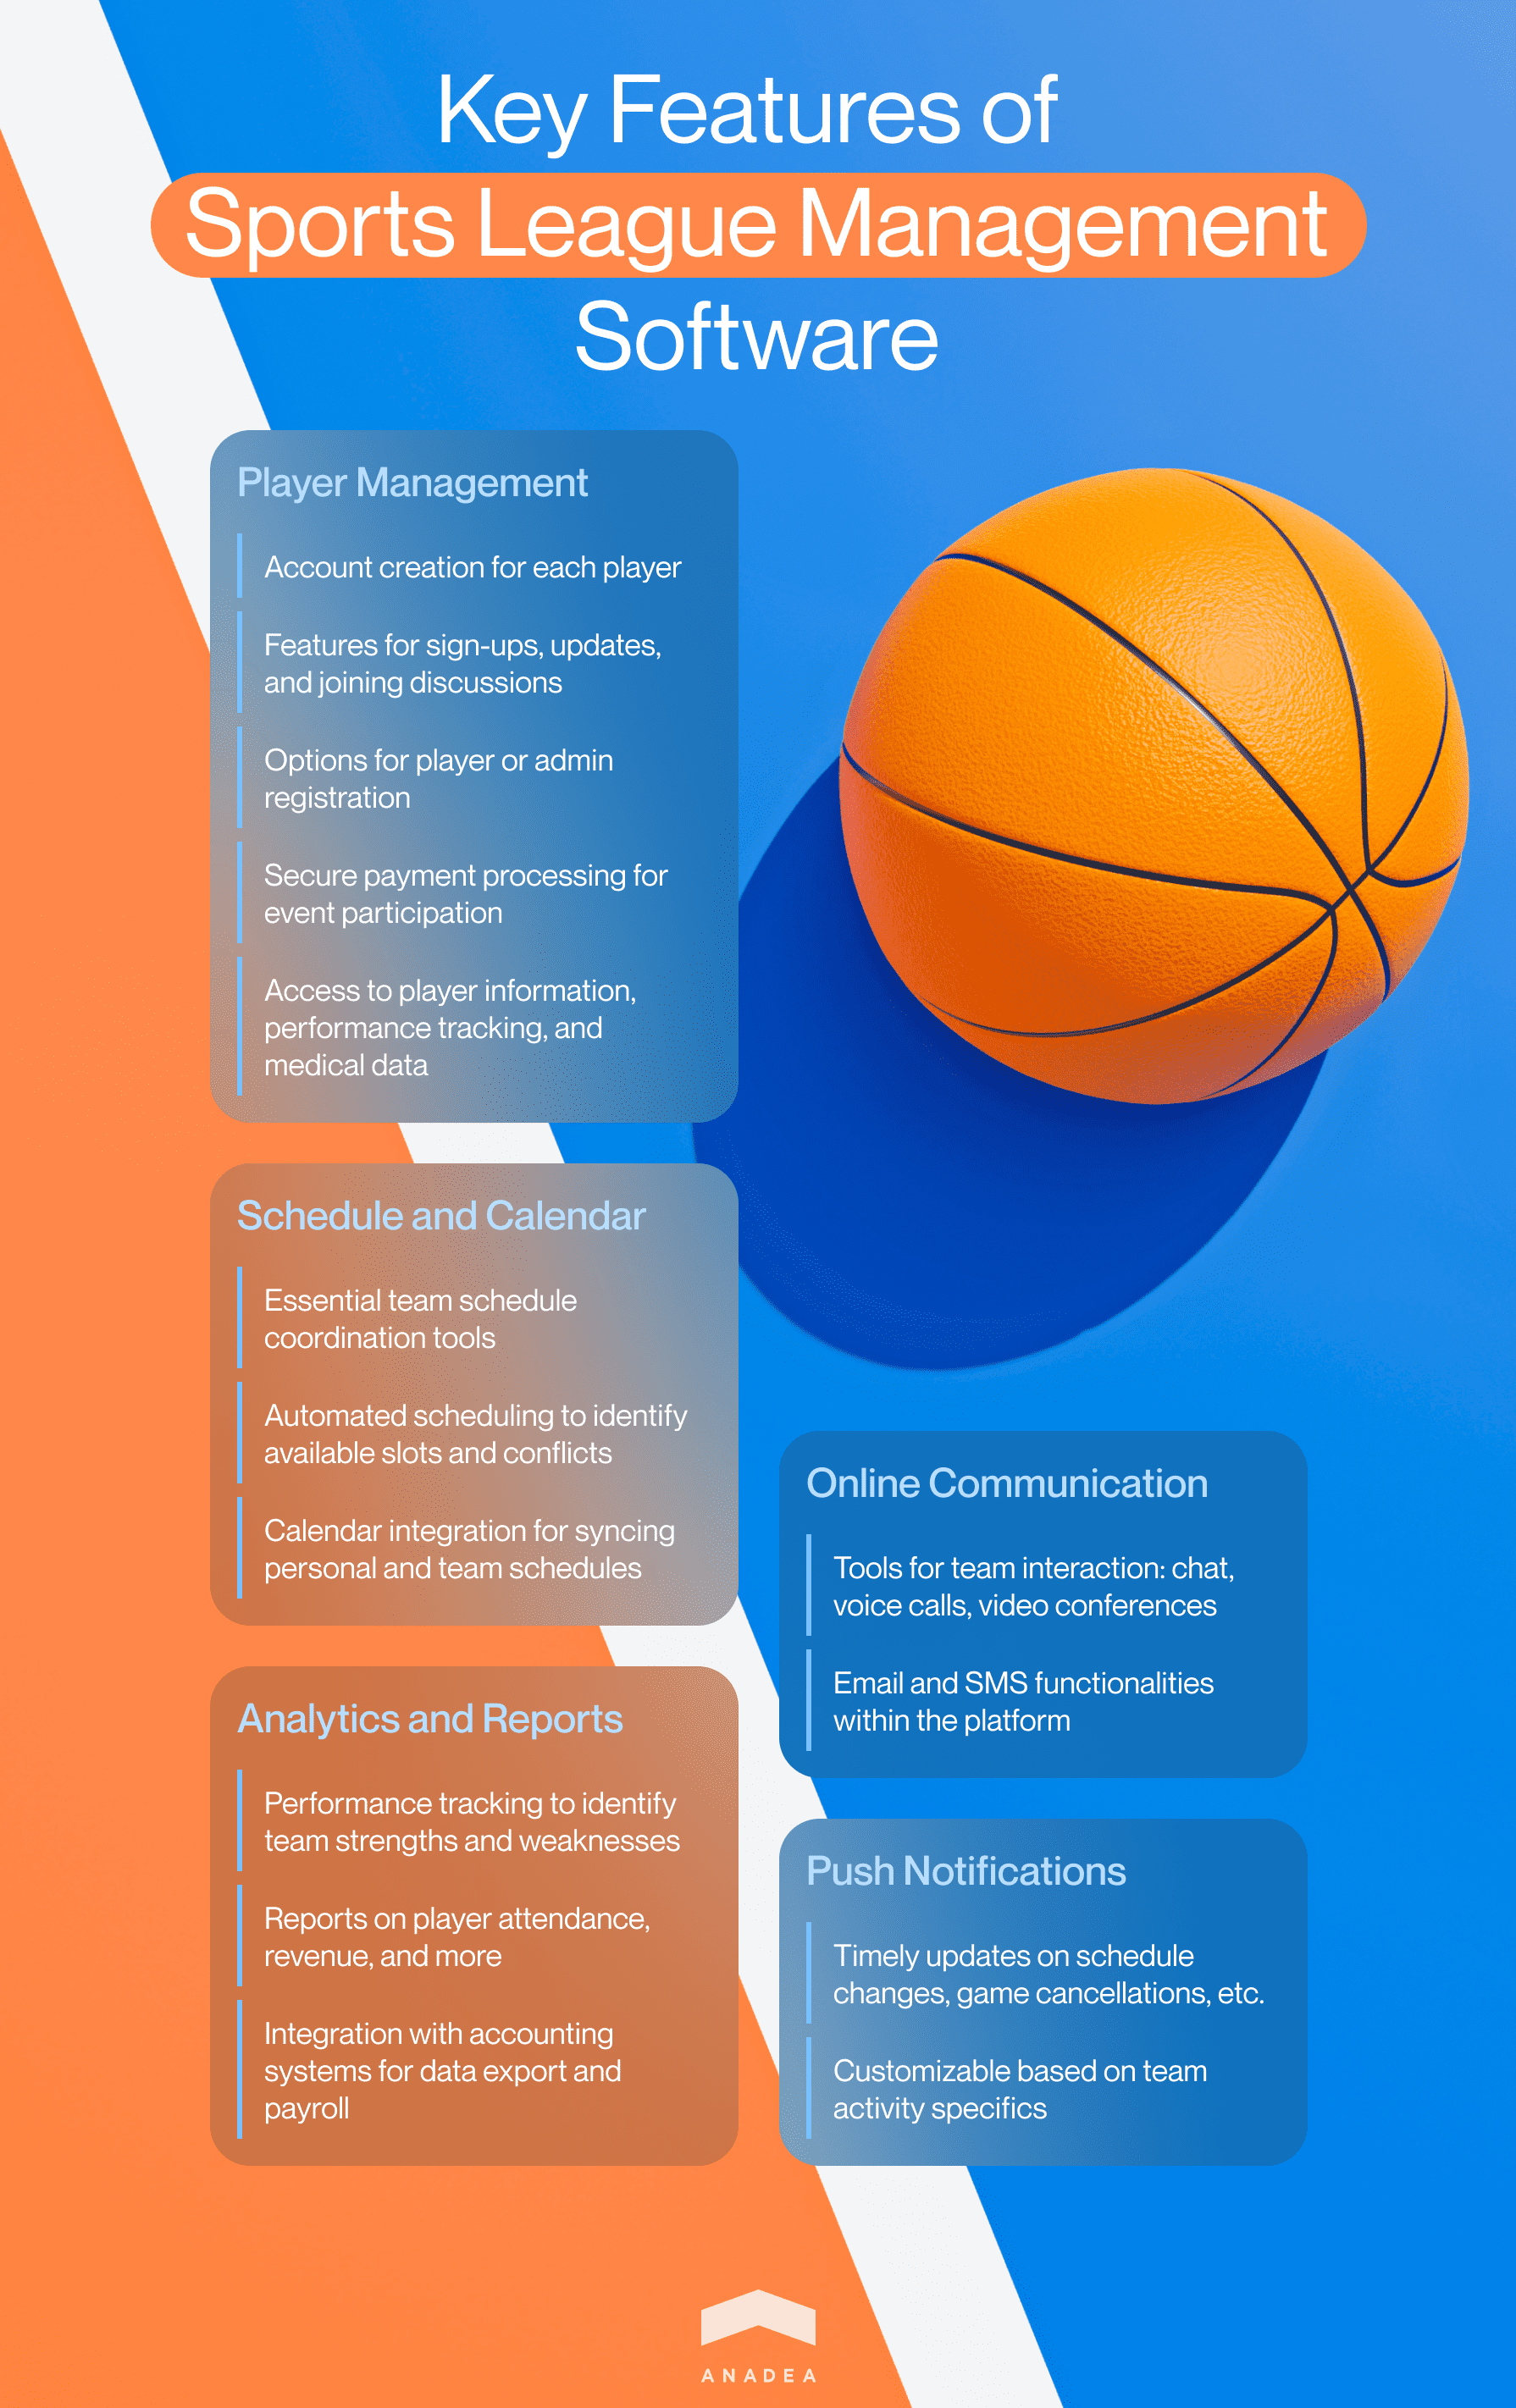 Key Features of
Sports League Management
Software
Player Management
Account creation for each player
Features for sign-ups, updates,
and joining discussions
Options for player or admin
registration
Secure payment processing for
event participation
Access to player information,
performance tracking, and
medical data
Schedule and Calendar
Essential team schedule
coordination tools
Automated scheduling to identify
available slots and conflicts
Calendar integration for syncing
personal and team schedules
Analytics and Reports
Performance tracking to identify
team strengths and weaknesses
Reports on player attendance,
revenue, and more
Integration with accounting
systems for data export and
payroll
Online Communication
Tools for team interaction: chat,
voice calls, video conferences
Email and SMS functionalities
within the platform
Push Notifications
Timely updates on schedule
changes, game cancellations, etc.
Customizable based on team
activity specifics
ANADEA